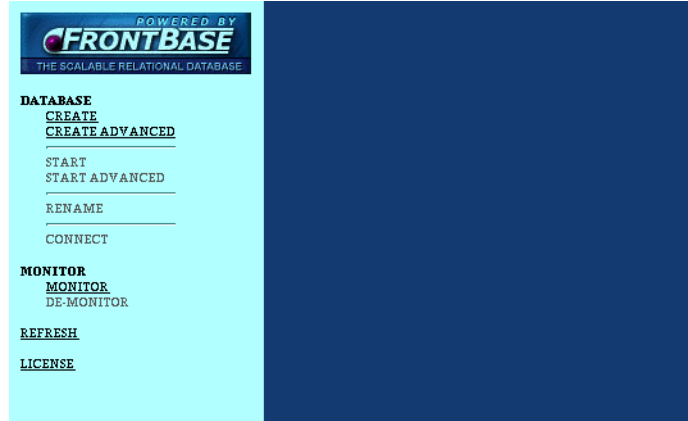 POWERED BY
FRONTBASE
THE SCALABLE RELATIONAL DATABASE
DATABASE
CREATE
CREATE ADVANCED
START
START ADVANCED
RENAME
CONNECT
MONITOR
MONITOR
DE-MONITOR
REFRESH
LICENSE